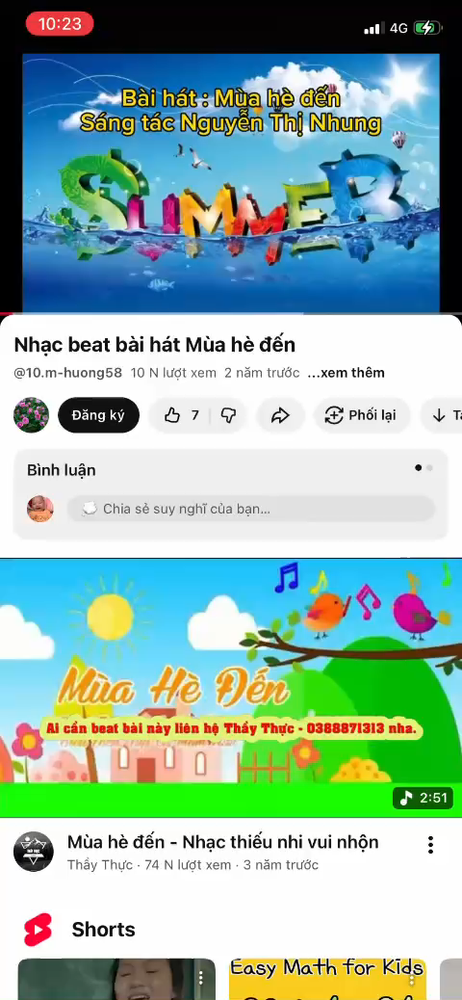 10:23
4G
Bài hát : Mùa hè đến
Sáng tác Nguyễn Thị Nhung
SUMMER
Nhạc beat bài hát Mùa hè đến
@10.m-huong58 10 N lượt xem 2 năm trước ...xem thêm
Đăng ký
7
Phối lại
Bình luận
Chia sẻ suy nghĩ của bạn...
Mùa Hè Đến
Ai cần beat bài này liên hệ Thầy Thực - 0388871313 nha.
2:51
Mùa hè đến - Nhạc thiếu nhi vui nhộn
Thầy Thực · 74 N lượt xem · 3 năm trước
Shorts
Easy Math for Kids